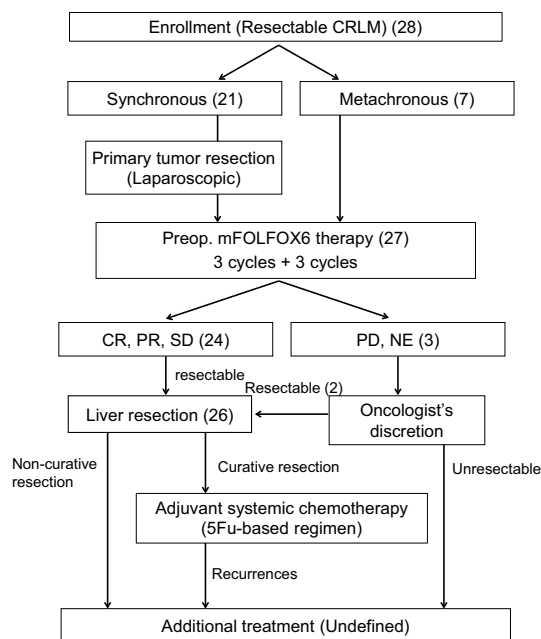 Enrollment (Resectable CRLM) (28)
Synchronous (21)
Metachronous (7)
Primary tumor resection
(Laparoscopic)
Preop. mFOLFOX6 therapy (27)
3 cycles + 3 cycles
CR, PR, SD (24)
PD, NE (3)
resectable
Resectable (2)
Liver resection (26)
Oncologist's
discretion
Non-curative
resection
Curative resection
Unresectable
Adjuvant systemic chemotherapy
(5Fu-based regimen)
Recurrences
Additional treatment (Undefined)